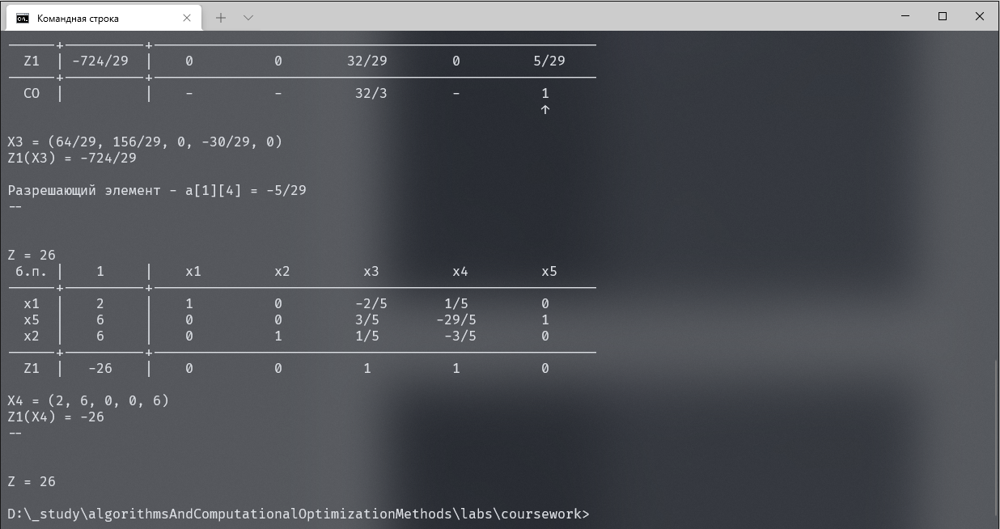 Командная строка
Z1 | -724/29 | 0 0 32/29 0 5/29
CO | | - - 32/3 - 1
↑
X3 = (64/29, 156/29, 0, -30/29, 0)
Z1(X3) = -724/29
Разрешающий элемент - a[1][4] = -5/29
--
Z = 26
б.п. | 1 | x1 x2 x3 x4 x5
x1 | 2 | 1 0 -2/5 1/5 0
x5 | 6 | 0 0 3/5 -29/5 1
x2 | 6 | 0 1 1/5 -3/5 0
Z1 | -26 | 0 0 1 1 0
X4 = (2, 6, 0, 0, 6)
Z1(X4) = -26
--
Z = 26
D:\_study\algorithmsAndComputationalOptimizationMethods\labs\coursework>